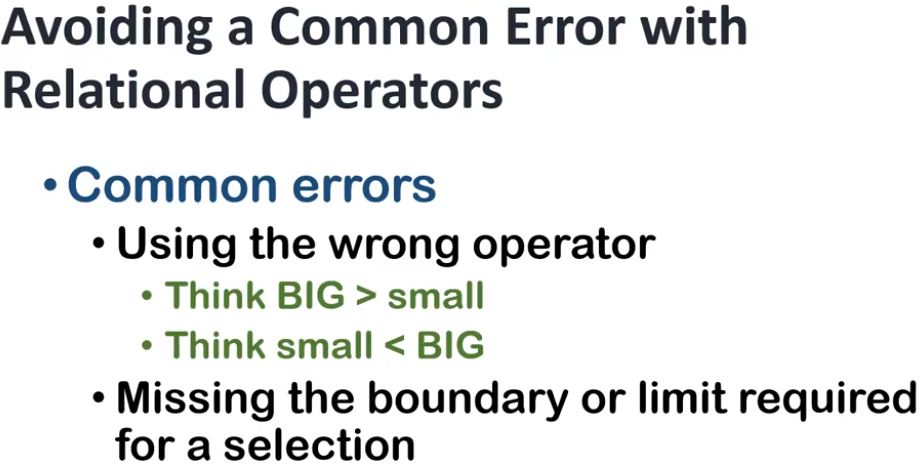 Avoiding a Common Error with
Relational Operators
• Common errors
• Using the wrong operator
• Think BIG > small
• Think small < BIG
• Missing the boundary or limit required
for a selection